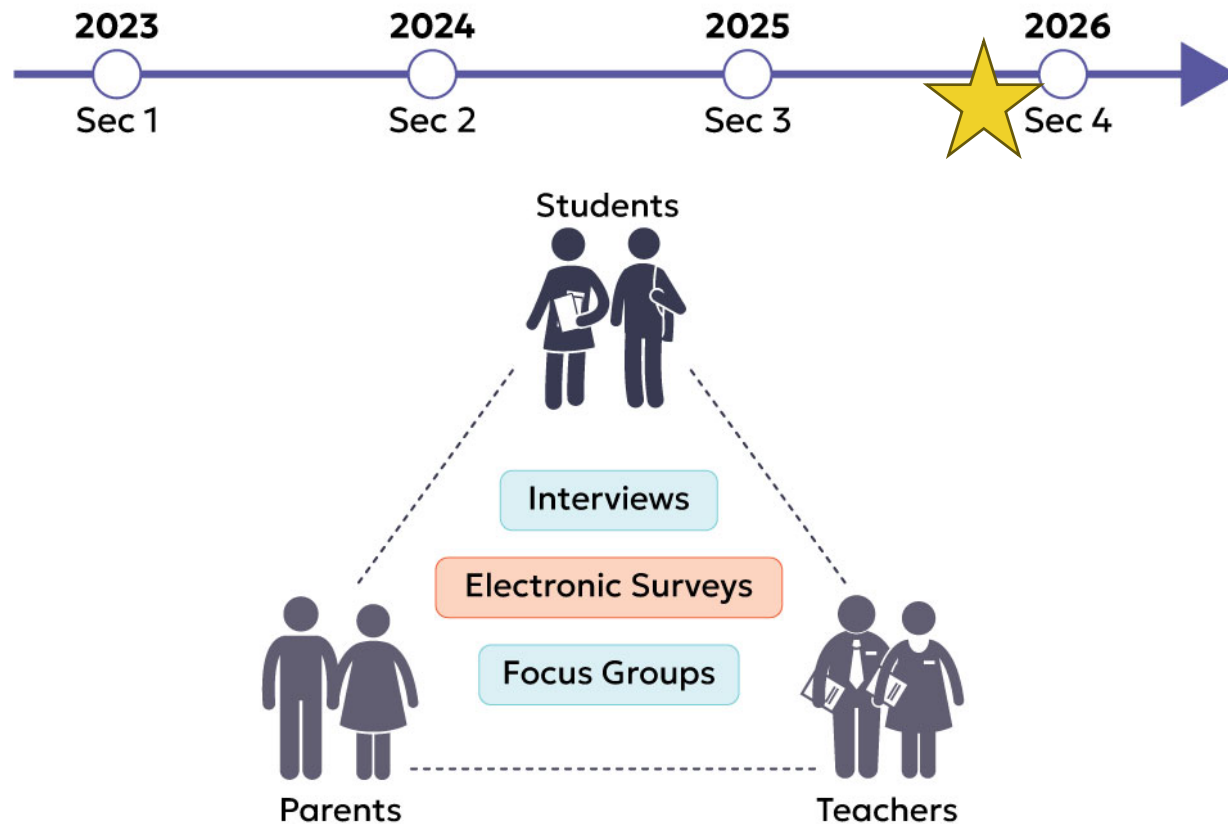 2023 2024 2025 2026
Sec 1 Sec 2 Sec 3 Sec 4
Students
Interviews
Electronic Surveys
Focus Groups
Parents Teachers